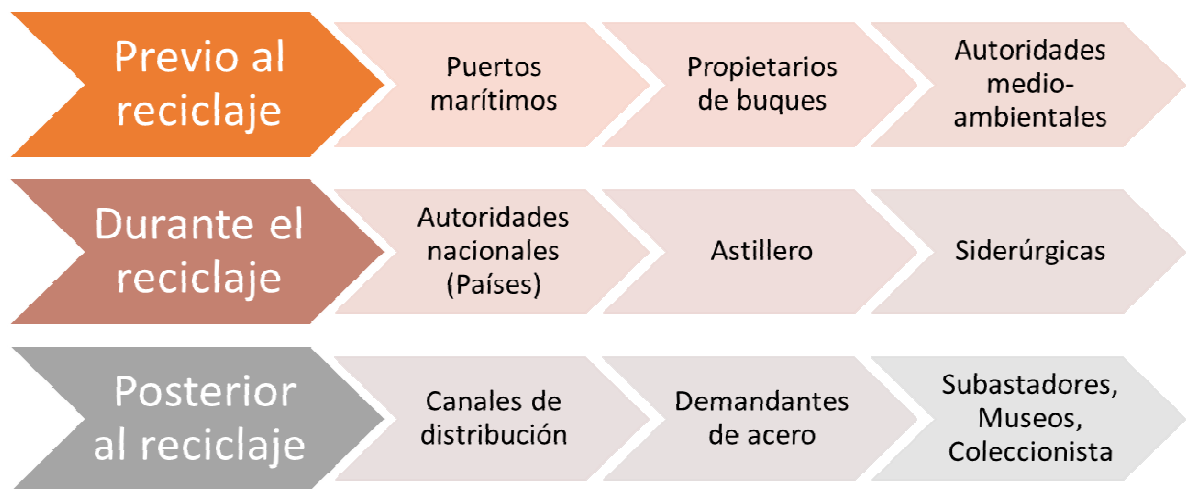 Previo al
reciclaje
Puertos
marítimos
Propietarios
de buques
Autoridades
medio-
ambientales
Durante el
reciclaje
Autoridades
nacionales
(Países)
Astillero
Siderúrgicas
Posterior
al reciclaje
Canales de
distribución
Demandantes
de acero
Subastadores,
Museos,
Coleccionista